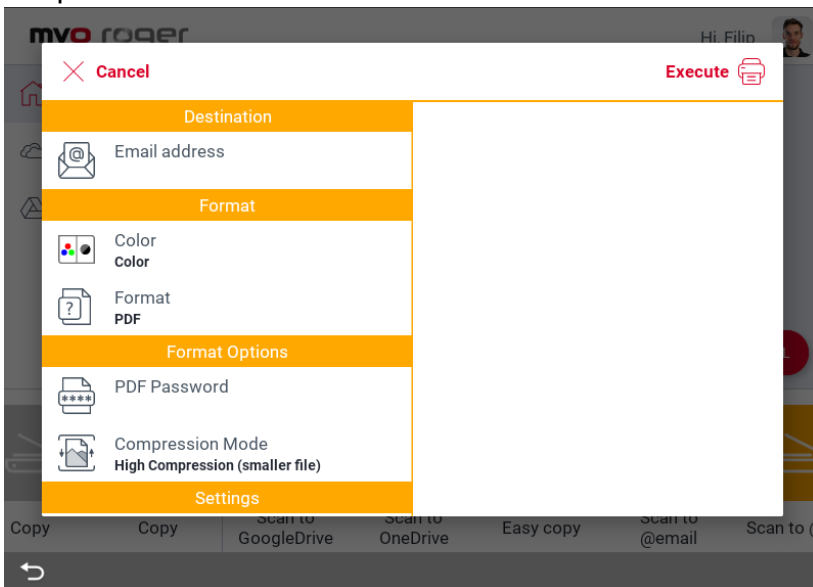 mvo roger
Hi, Filip
Cancel
Execute
Destination
@
Email address
Format
Color
Color
?
Format
PDF
Format Options
****
PDF Password
Compression Mode
High Compression (smaller file)
Settings
L
Copy
Copy
Scan to
GoogleDrive
Scan to
OneDrive
Easy copy
Scan to
@email
Scan to